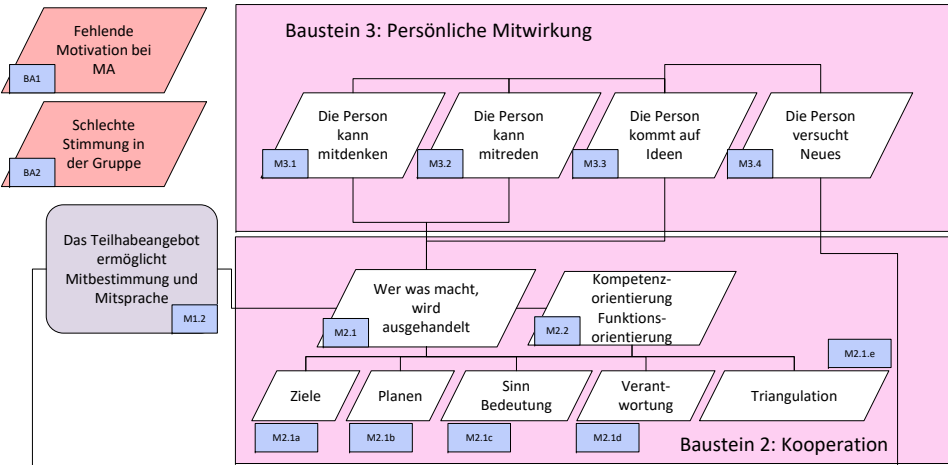 Fehlende
Motivation bei
MA
BA1
Schlechte
Stimmung in
der Gruppe
BA2
Baustein 3: Persönliche Mitwirkung
Die Person
kann
mitdenken
M3.1
Die Person
kann
mitreden
M3.2
Die Person
kommt auf
Ideen
M3.3
Die Person
versucht
Neues
M3.4
Das Teilhabeangebot
ermöglicht
Mitbestimmung und
Mitsprache
M1.2
Wer was macht,
wird
ausgehandelt
M2.1
Kompetenz-
orientierung
Funktions-
orientierung
M2.2
M2.1.e
Ziele
M2.1a
Planen
M2.1b
Sinn
Bedeutung
M2.1c
Verant-
wortung
M2.1d
Triangulation
Baustein 2: Kooperation